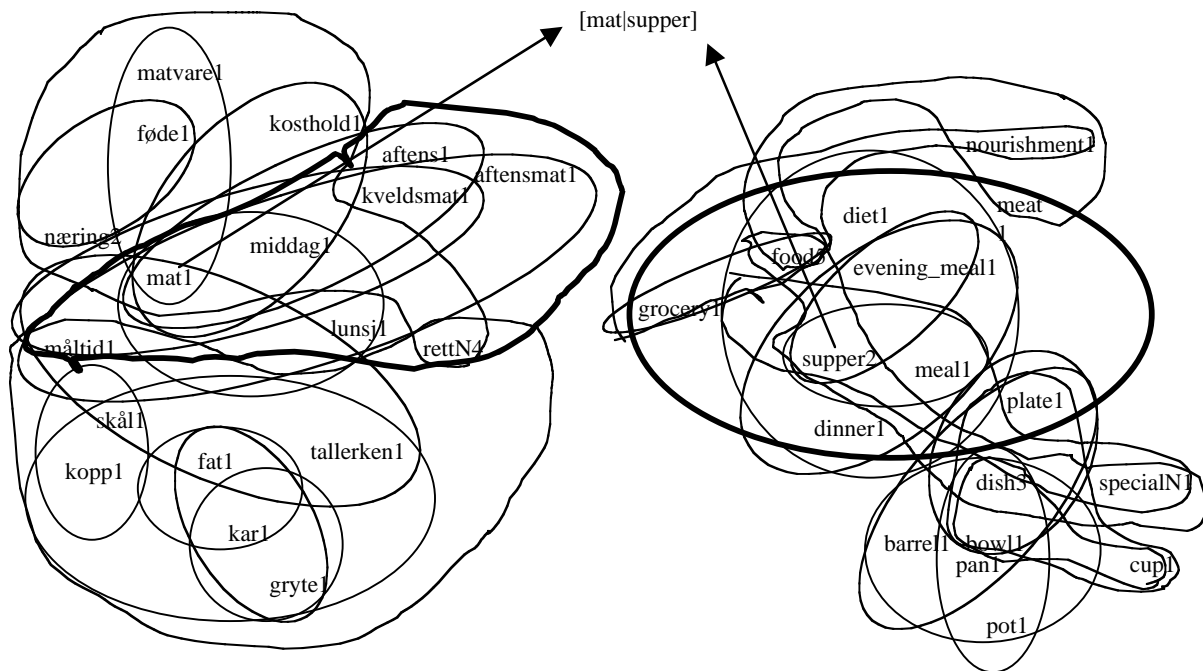 [mat|supper]
matvare1
føde1
kosthold1
aftens1
aftensmat1
kveldsmat1
næring2
middag1
mat1
lunsj1
måltid1
rettN4
skål1
tallerken1
fat1
kopp1
kar1
gryte1
nourishment1
meat
1
diet1
food5
evening_meal1
grocery1
supper2
meal1
plate1
dinner1
dish3
specialN1
barrel1
bowl1
pan1
cup1
pot1